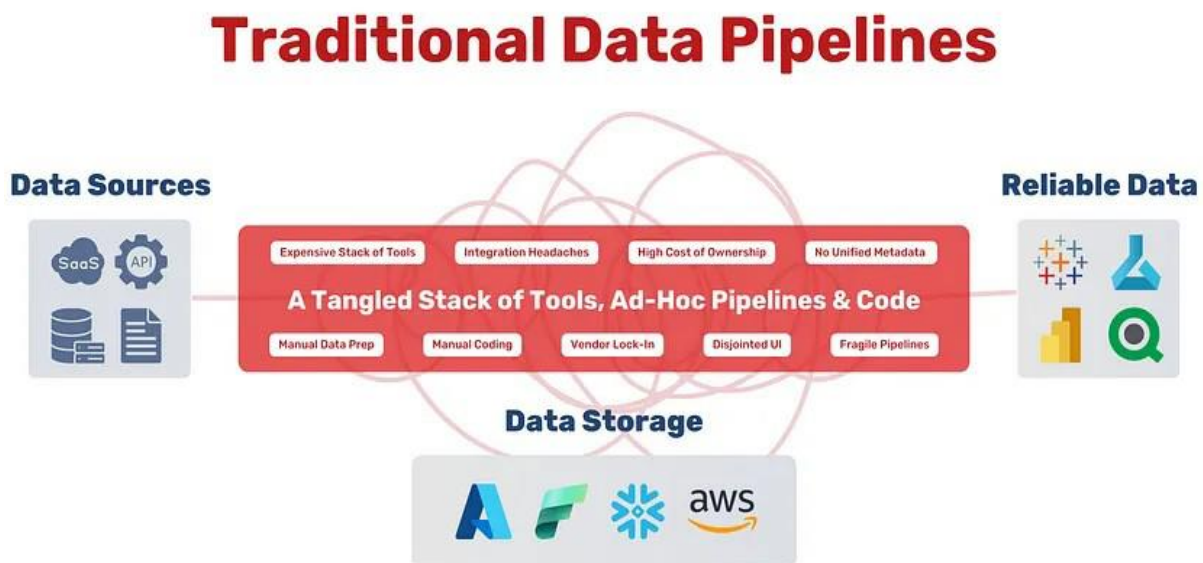 Traditional Data Pipelines
Data Sources
Reliable Data
SaaS
API
Expensive Stack of Tools
Integration Headaches
High Cost of Ownership
No Unified Metadata
A Tangled Stack of Tools, Ad-Hoc Pipelines & Code
Manual Data Prep
Manual Coding
Vender Lock-In
Disjointed UI
Fragile Pipelines
Data Storage
aws